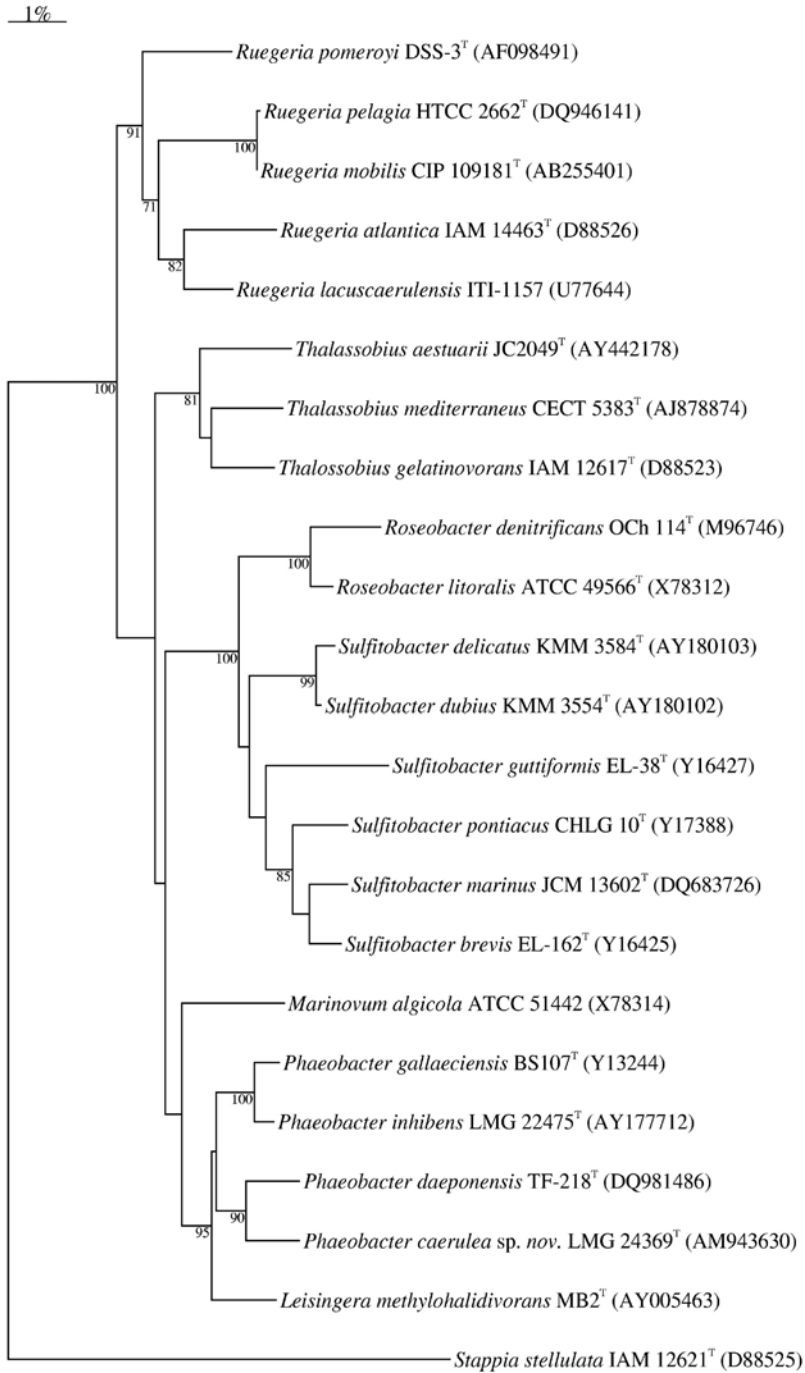 1%
Ruegeria pomeroyi DSS-3ᵀ (AF098491)
Ruegeria pelagia HTCC 2662ᵀ (DQ946141)
91
100
Ruegeria mobilis CIP 109181ᵀ (AB255401)
71
Ruegeria atlantica IAM 14463ᵀ (D88526)
82
Ruegeria lacuscaerulensis ITI-1157 (U77644)
Thalassobius aestuarii JC2049ᵀ (AY442178)
100
81
Thalassobius mediterraneus CECT 5383ᵀ (AJ878874)
Thalossobius gelatinovorans IAM 12617ᵀ (D88523)
Roseobacter denitrificans OCh 114ᵀ (M96746)
100
Roseobacter litoralis ATCC 49566ᵀ (X78312)
Sulfitobacter delicatus KMM 3584ᵀ (AY180103)
100
99
Sulfitobacter dubius KMM 3554ᵀ (AY180102)
Sulfitobacter guttiformis EL-38ᵀ (Y16427)
Sulfitobacter pontiacus CHLG 10ᵀ (Y17388)
85
Sulfitobacter marinus JCM 13602ᵀ (DQ683726)
Sulfitobacter brevis EL-162ᵀ (Y16425)
Marinovum algicola ATCC 51442 (X78314)
Phaeobacter gallaeciensis BS107ᵀ (Y13244)
100
Phaeobacter inhibens LMG 22475ᵀ (AY177712)
Phaeobacter daeponensis TF-218ᵀ (DQ981486)
90
95
Phaeobacter caerulea sp. nov. LMG 24369ᵀ (AM943630)
Leisingera methylohalidivorans MB2ᵀ (AY005463)
Stappia stellulata IAM 12621ᵀ (D88525)